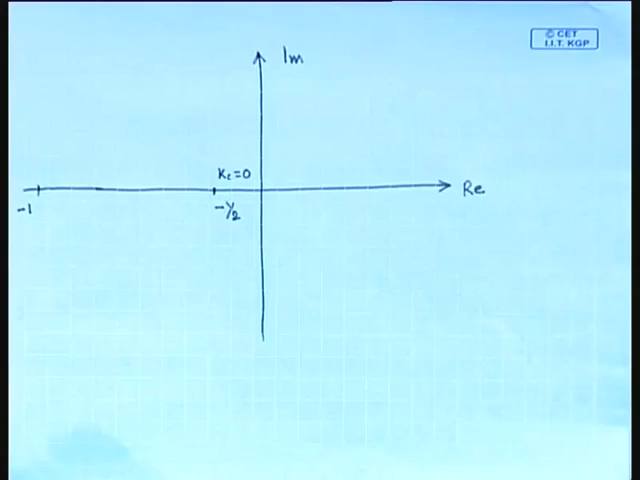 © CET
I.I.T. KGP
Im
Kc=0
Re
-1
-1/2